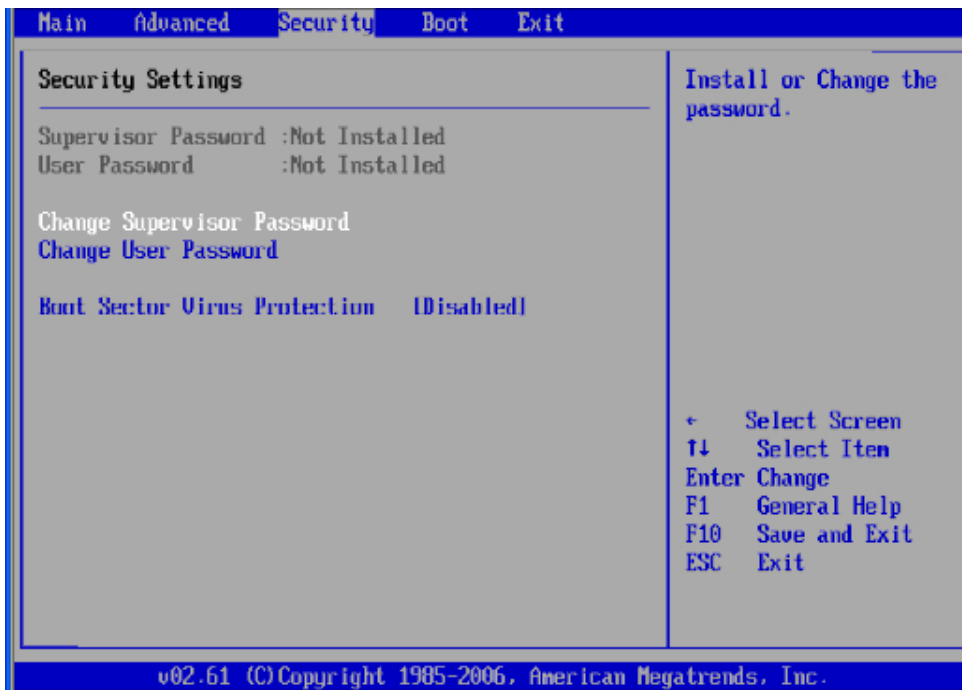 Main Advanced Security Boot Exit
Security Settings
Supervisor Password :Not Installed
User Password :Not Installed
Change Supervisor Password
Change User Password
Boot Sector Virus Protection [Disabled]
Install or Change the
password.
← Select Screen
↑↓ Select Item
Enter Change
F1 General Help
F10 Save and Exit
ESC Exit
v02.61 (C)Copyright 1985-2006, American Megatrends, Inc.